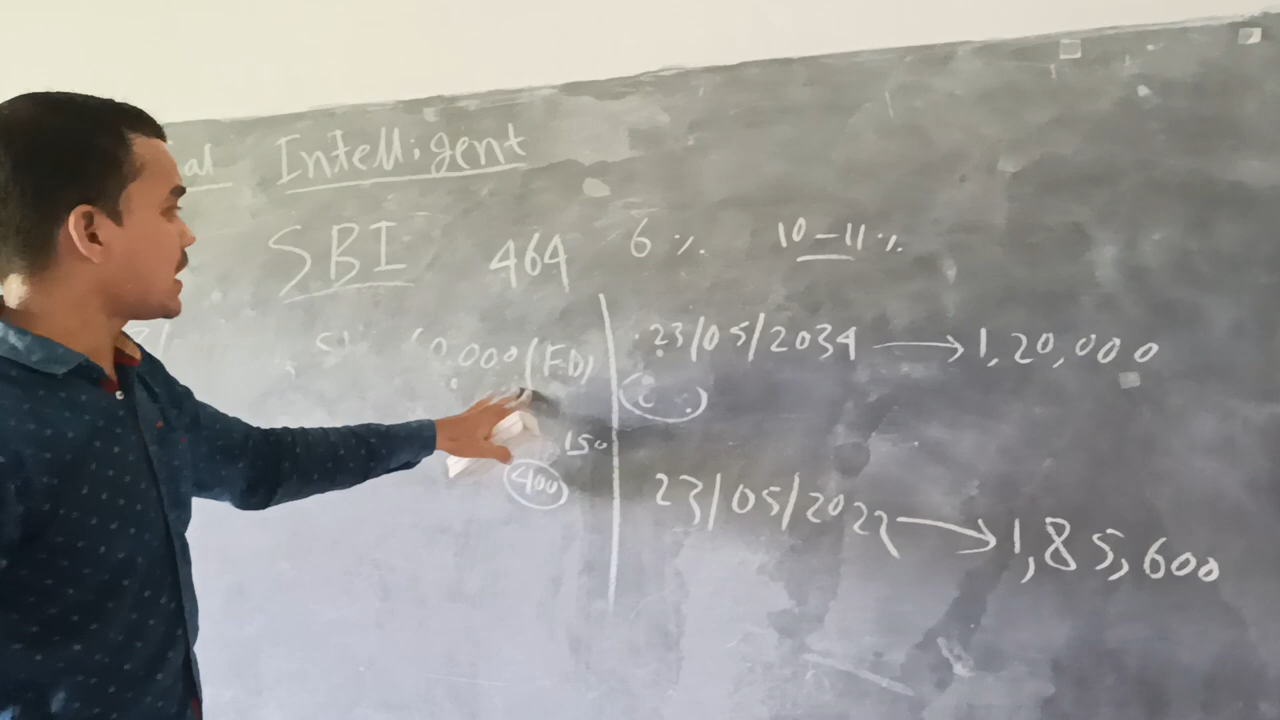 Intelligent
SBI 464 6% 10-11%
0,000 (F.D) 23/05/2034 → 1,20,000
150
400 23/05/2022 → 1,85,600